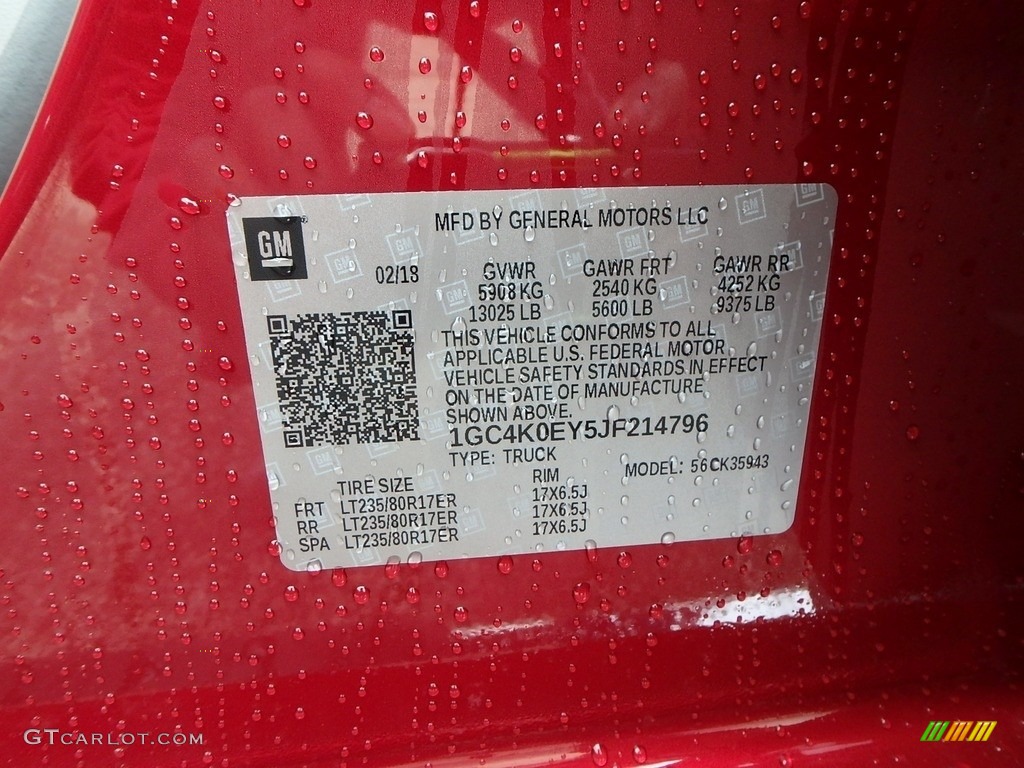 GM
MFD BY GENERAL MOTORS LLC
02/18
GVWR GAWR FRT GAWR RR
5908 KG 2540 KG 4252 KG
13025 LB 5600 LB 9375 LB
THIS VEHICLE CONFORMS TO ALL
APPLICABLE U.S. FEDERAL MOTOR
VEHICLE SAFETY STANDARDS IN EFFECT
ON THE DATE OF MANUFACTURE
SHOWN ABOVE.
1GC4K0EY5JF214796
TYPE: TRUCK MODEL: 56CK35943
TIRE SIZE RIM
FRT LT235/80R17ER 17X6.5J
RR LT235/80R17ER 17X6.5J
SPA LT235/80R17ER 17X6.5J
GTCARLOT.COM